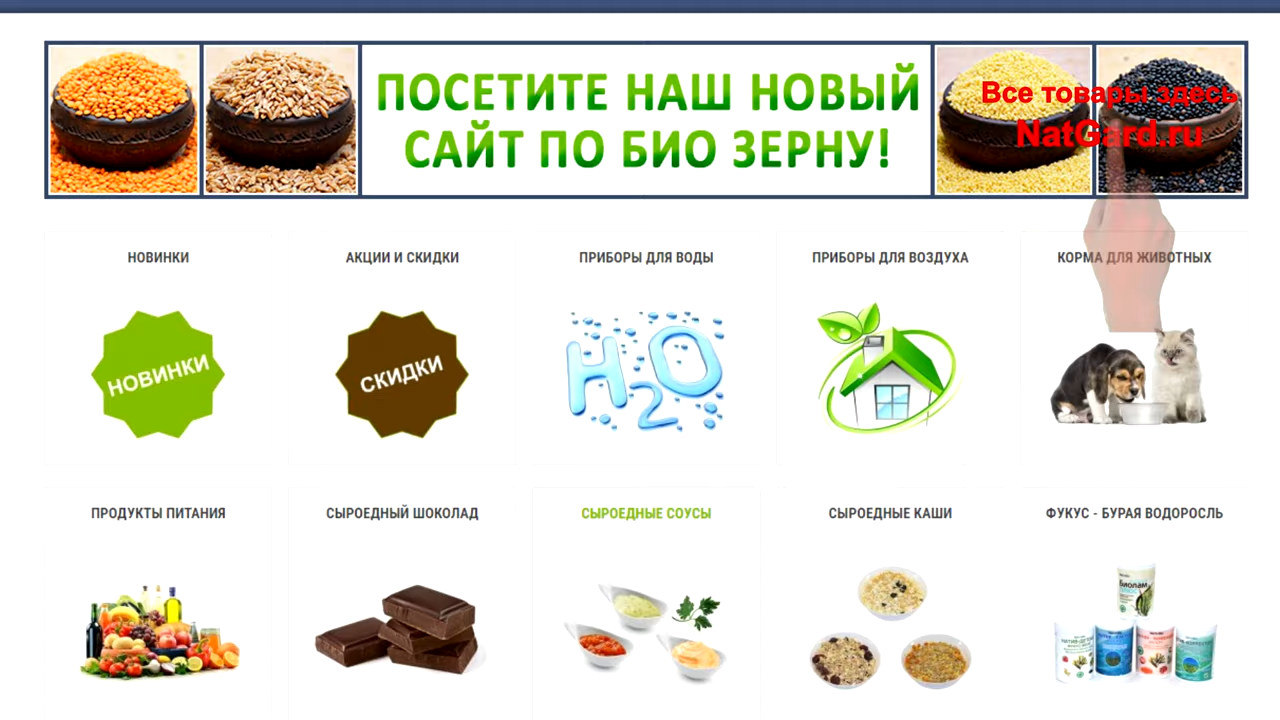 ПОСЕТИТЕ НАШ НОВЫЙ
САЙТ ПО БИО ЗЕРНУ!
Все товары здесь
NatGard.ru
НОВИНКИ
АКЦИИ И СКИДКИ
ПРИБОРЫ ДЛЯ ВОДЫ
ПРИБОРЫ ДЛЯ ВОЗДУХА
КОРМА ДЛЯ ЖИВОТНЫХ
НОВИНКИ
СКИДКИ
H2O
ПРОДУКТЫ ПИТАНИЯ
СЫРОЕДНЫЙ ШОКОЛАД
СЫРОЕДНЫЕ СОУСЫ
СЫРОЕДНЫЕ КАШИ
ФУКУС - БУРАЯ ВОДОРОСЛЬ
биолам